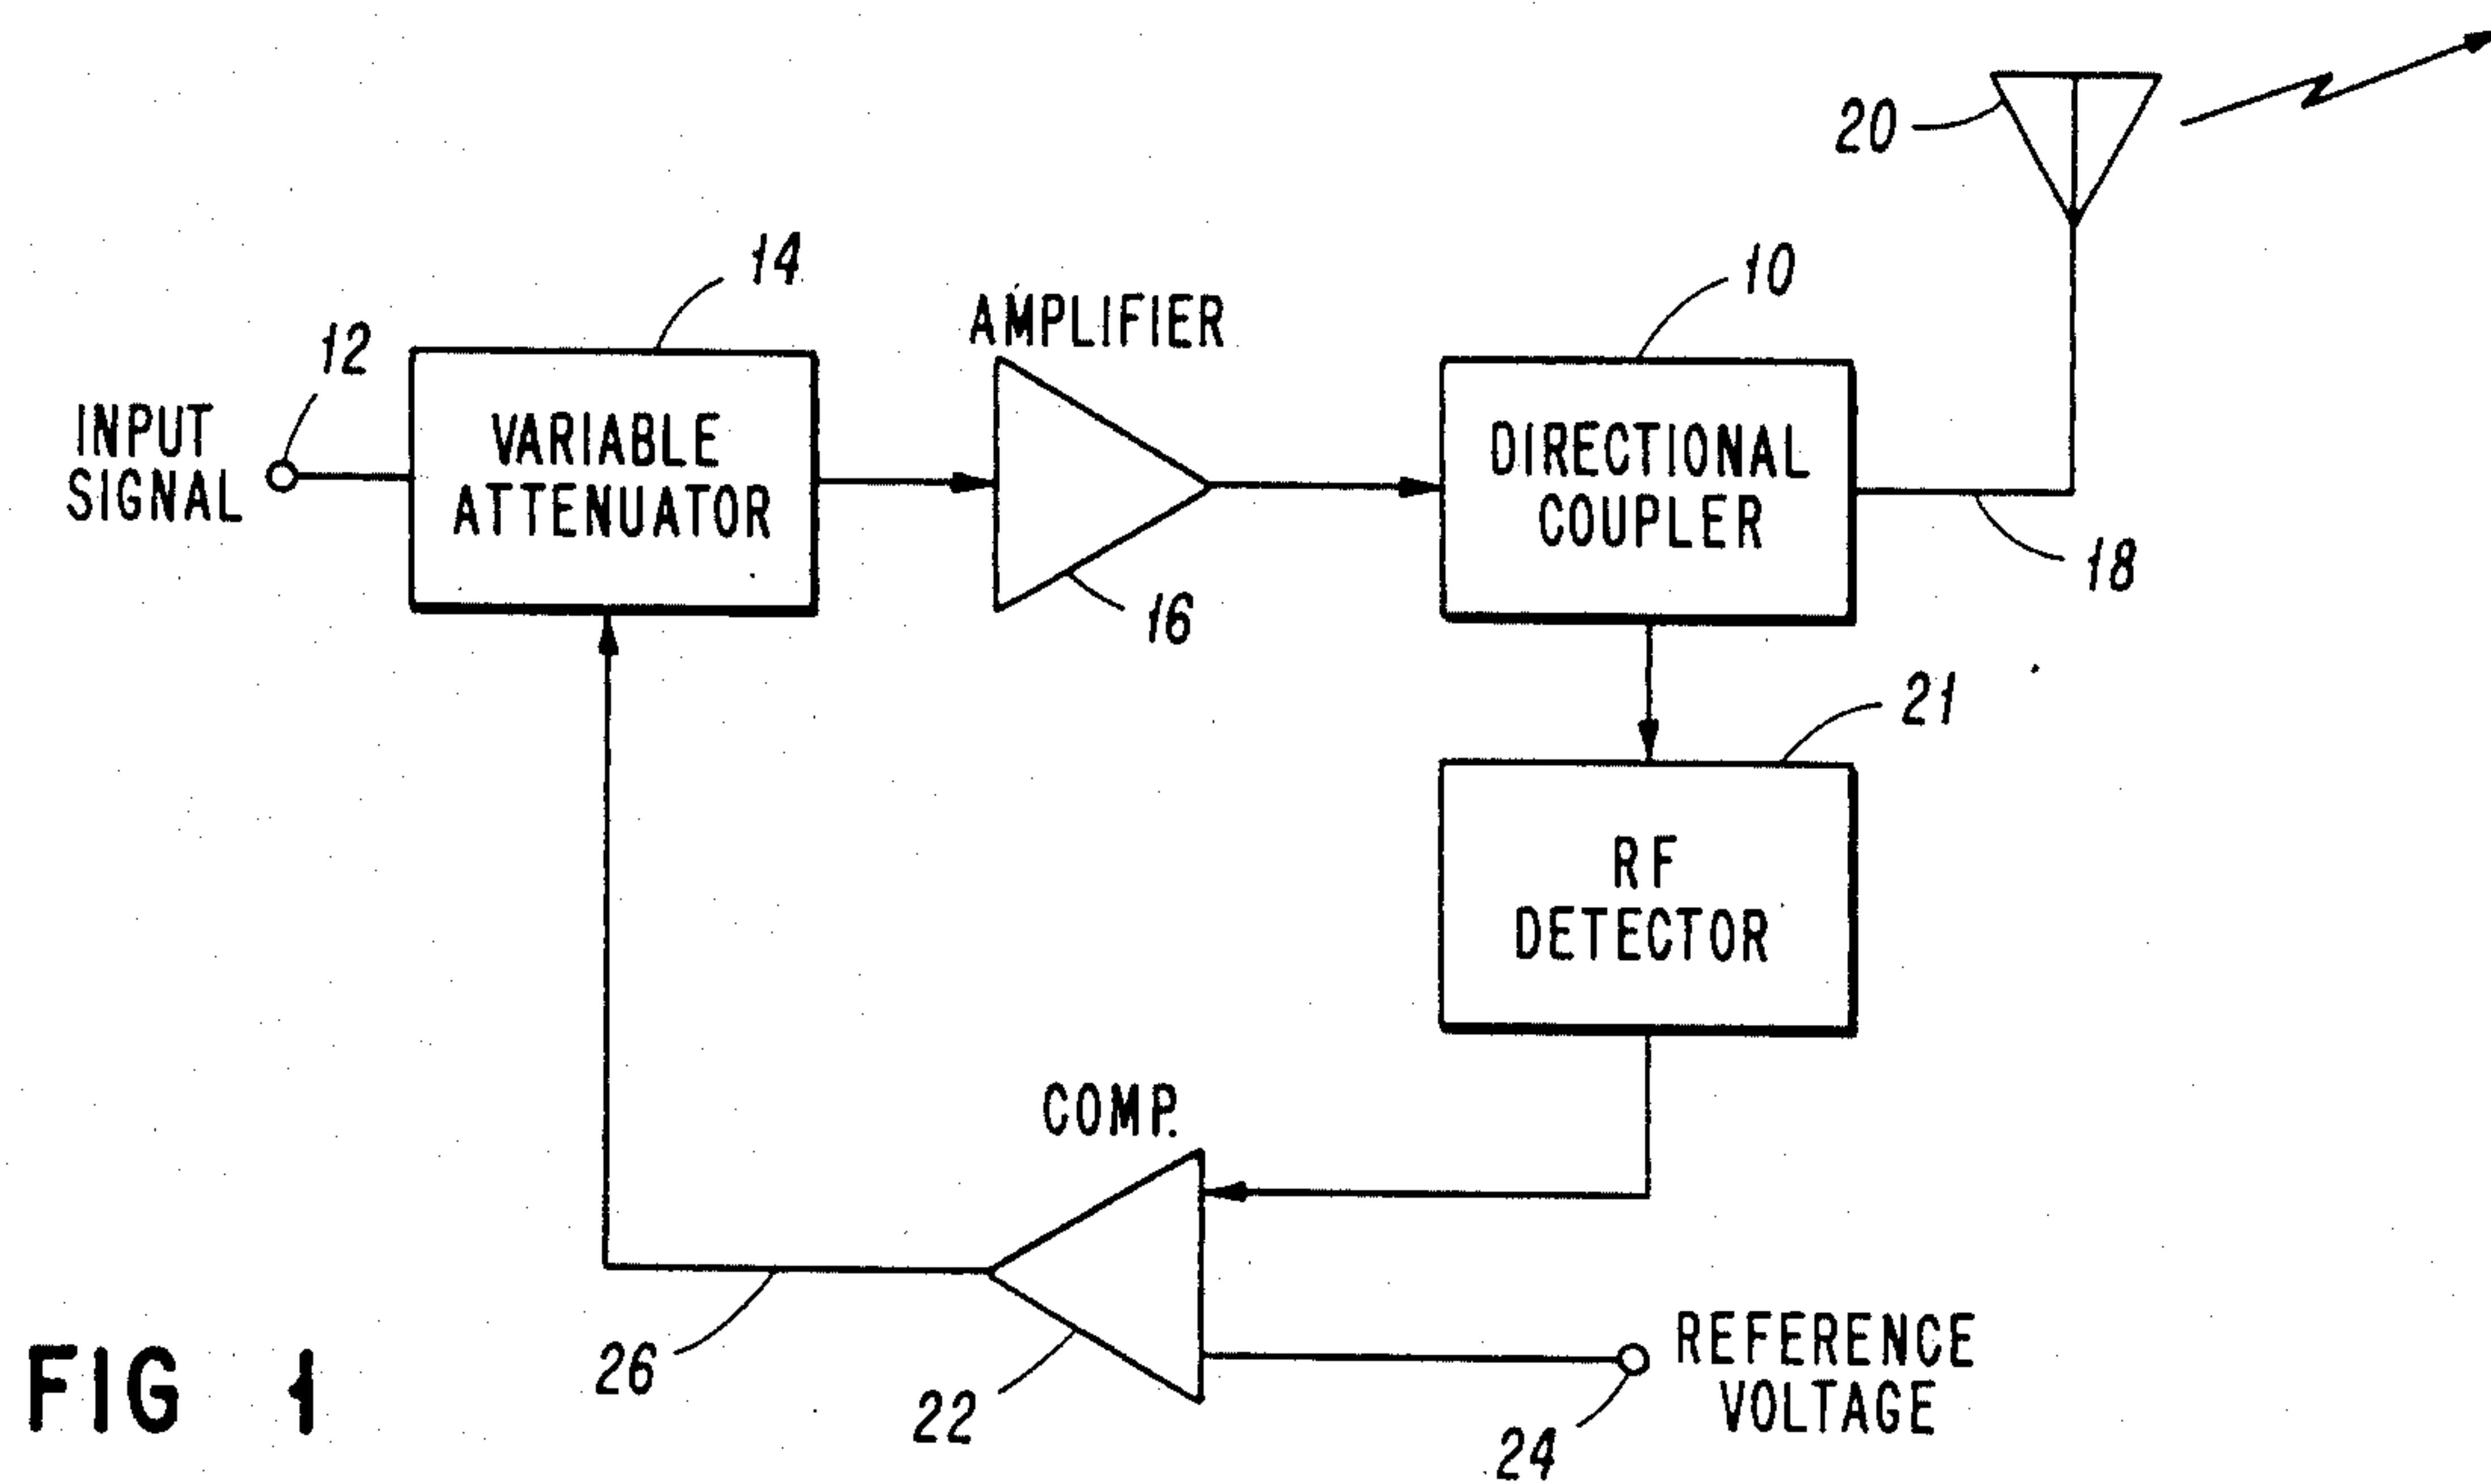 20
14
10
12
AMPLIFIER
INPUT
SIGNAL
VARIABLE
ATTENUATOR
DIRECTIONAL
COUPLER
18
16
21
RF
DETECTOR
COMP.
26
22
REFERENCE
VOLTAGE
24
FIG 1